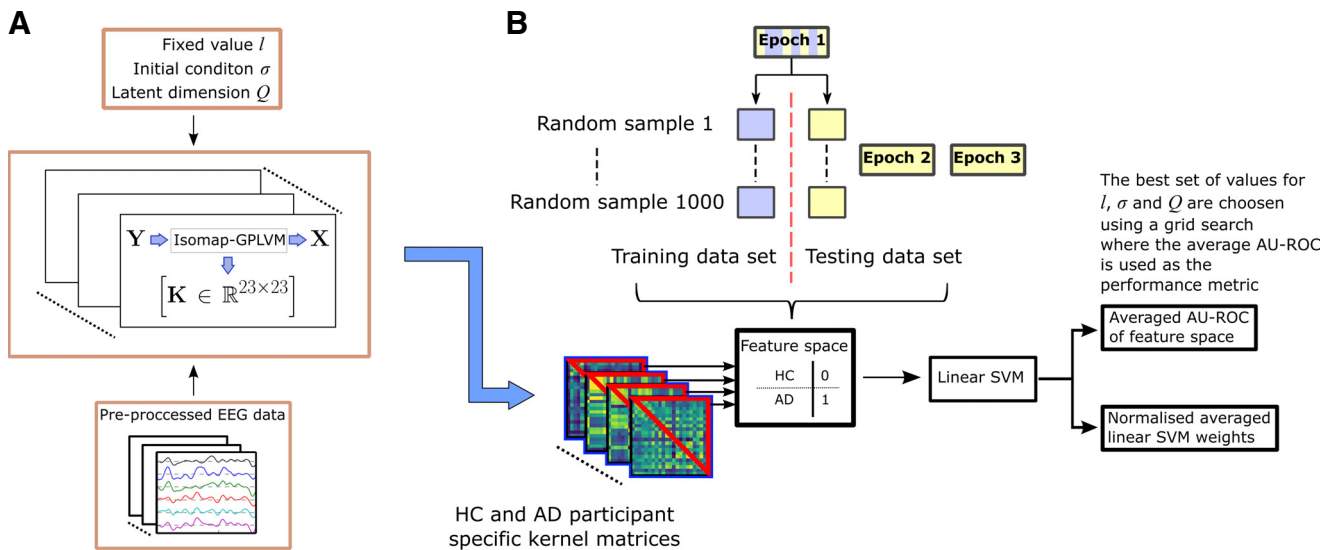 A
Fixed value l
Initial conditon σ
Latent dimension Q
Y Isomap-GPLVM X
[K ∈ ℝ^{23×23}]
Pre-proccessed EEG data
B
Epoch 1
Random sample 1
Epoch 2 Epoch 3
Random sample 1000
Training data set Testing data set
Feature space
HC 0
AD 1
HC and AD participant
specific kernel matrices
Linear SVM
The best set of values for
l, σ and Q are choosen
using a grid search
where the average AU-ROC
is used as the
performance metric
Averaged AU-ROC
of feature space
Normalised averaged
linear SVM weights